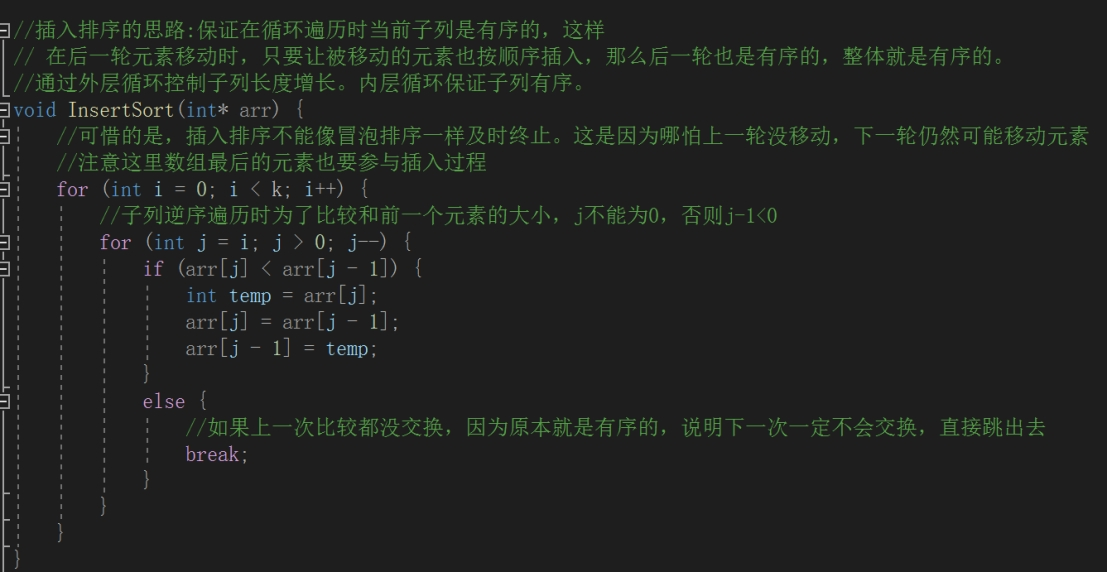 //插入排序的思路:保证在循环遍历时当前子列是有序的，这样
// 在后一轮元素移动时，只要让被移动的元素也按顺序插入，那么后一轮也是有序的，整体就是有序的。
//通过外层循环控制子列长度增长。内层循环保证子列有序。
void InsertSort(int* arr) {
    //可惜的是，插入排序不能像冒泡排序一样及时终止。这是因为哪怕上一轮没移动，下一轮仍然可能移动元素
    //注意这里数组最后的元素也要参与插入过程
    for (int i = 0; i < k; i++) {
        //子列逆序遍历时为了比较和前一个元素的大小，j不能为0，否则j-1<0
        for (int j = i; j > 0; j--) {
            if (arr[j] < arr[j - 1]) {
                int temp = arr[j];
                arr[j] = arr[j - 1];
                arr[j - 1] = temp;
            }
            else {
                //如果上一次比较都没交换，因为原本就是有序的，说明下一次一定不会交换，直接跳出去
                break;
            }
        }
    }
}